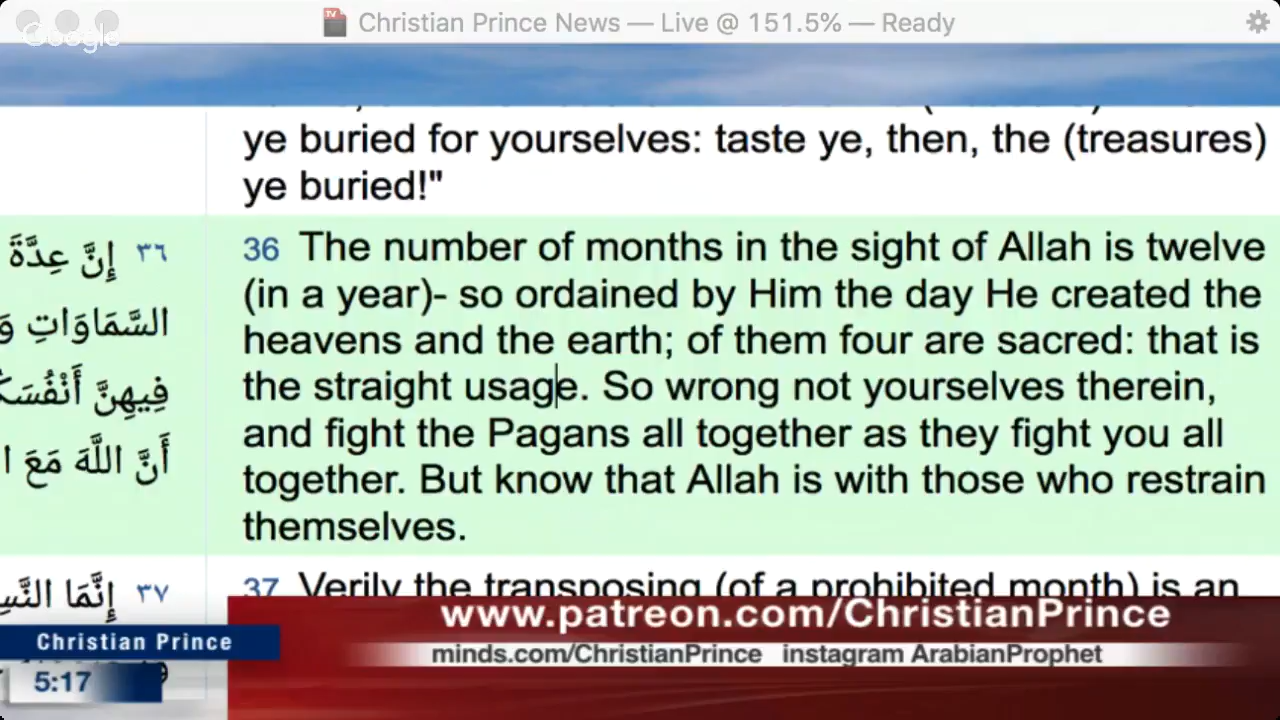 Google
Christian Prince News — Live @ 151.5% — Ready
ye buried for yourselves: taste ye, then, the (treasures)
ye buried!"
٣٦ إِنَّ عِدَّةَ
السَّمَاوَاتِ وَ
فِيهِنَّ أَنْفُسَكُ
أَنَّ اللَّهَ مَعَ ا
36 The number of months in the sight of Allah is twelve
(in a year)- so ordained by Him the day He created the
heavens and the earth; of them four are sacred: that is
the straight usage. So wrong not yourselves therein,
and fight the Pagans all together as they fight you all
together. But know that Allah is with those who restrain
themselves.
٣٧ إِنَّمَا النَّسِي
37 Verily the transposing (of a prohibited month) is an
www.patreon.com/ChristianPrince
Christian Prince
minds.com/ChristianPrince instagram ArabianProphet
5:17